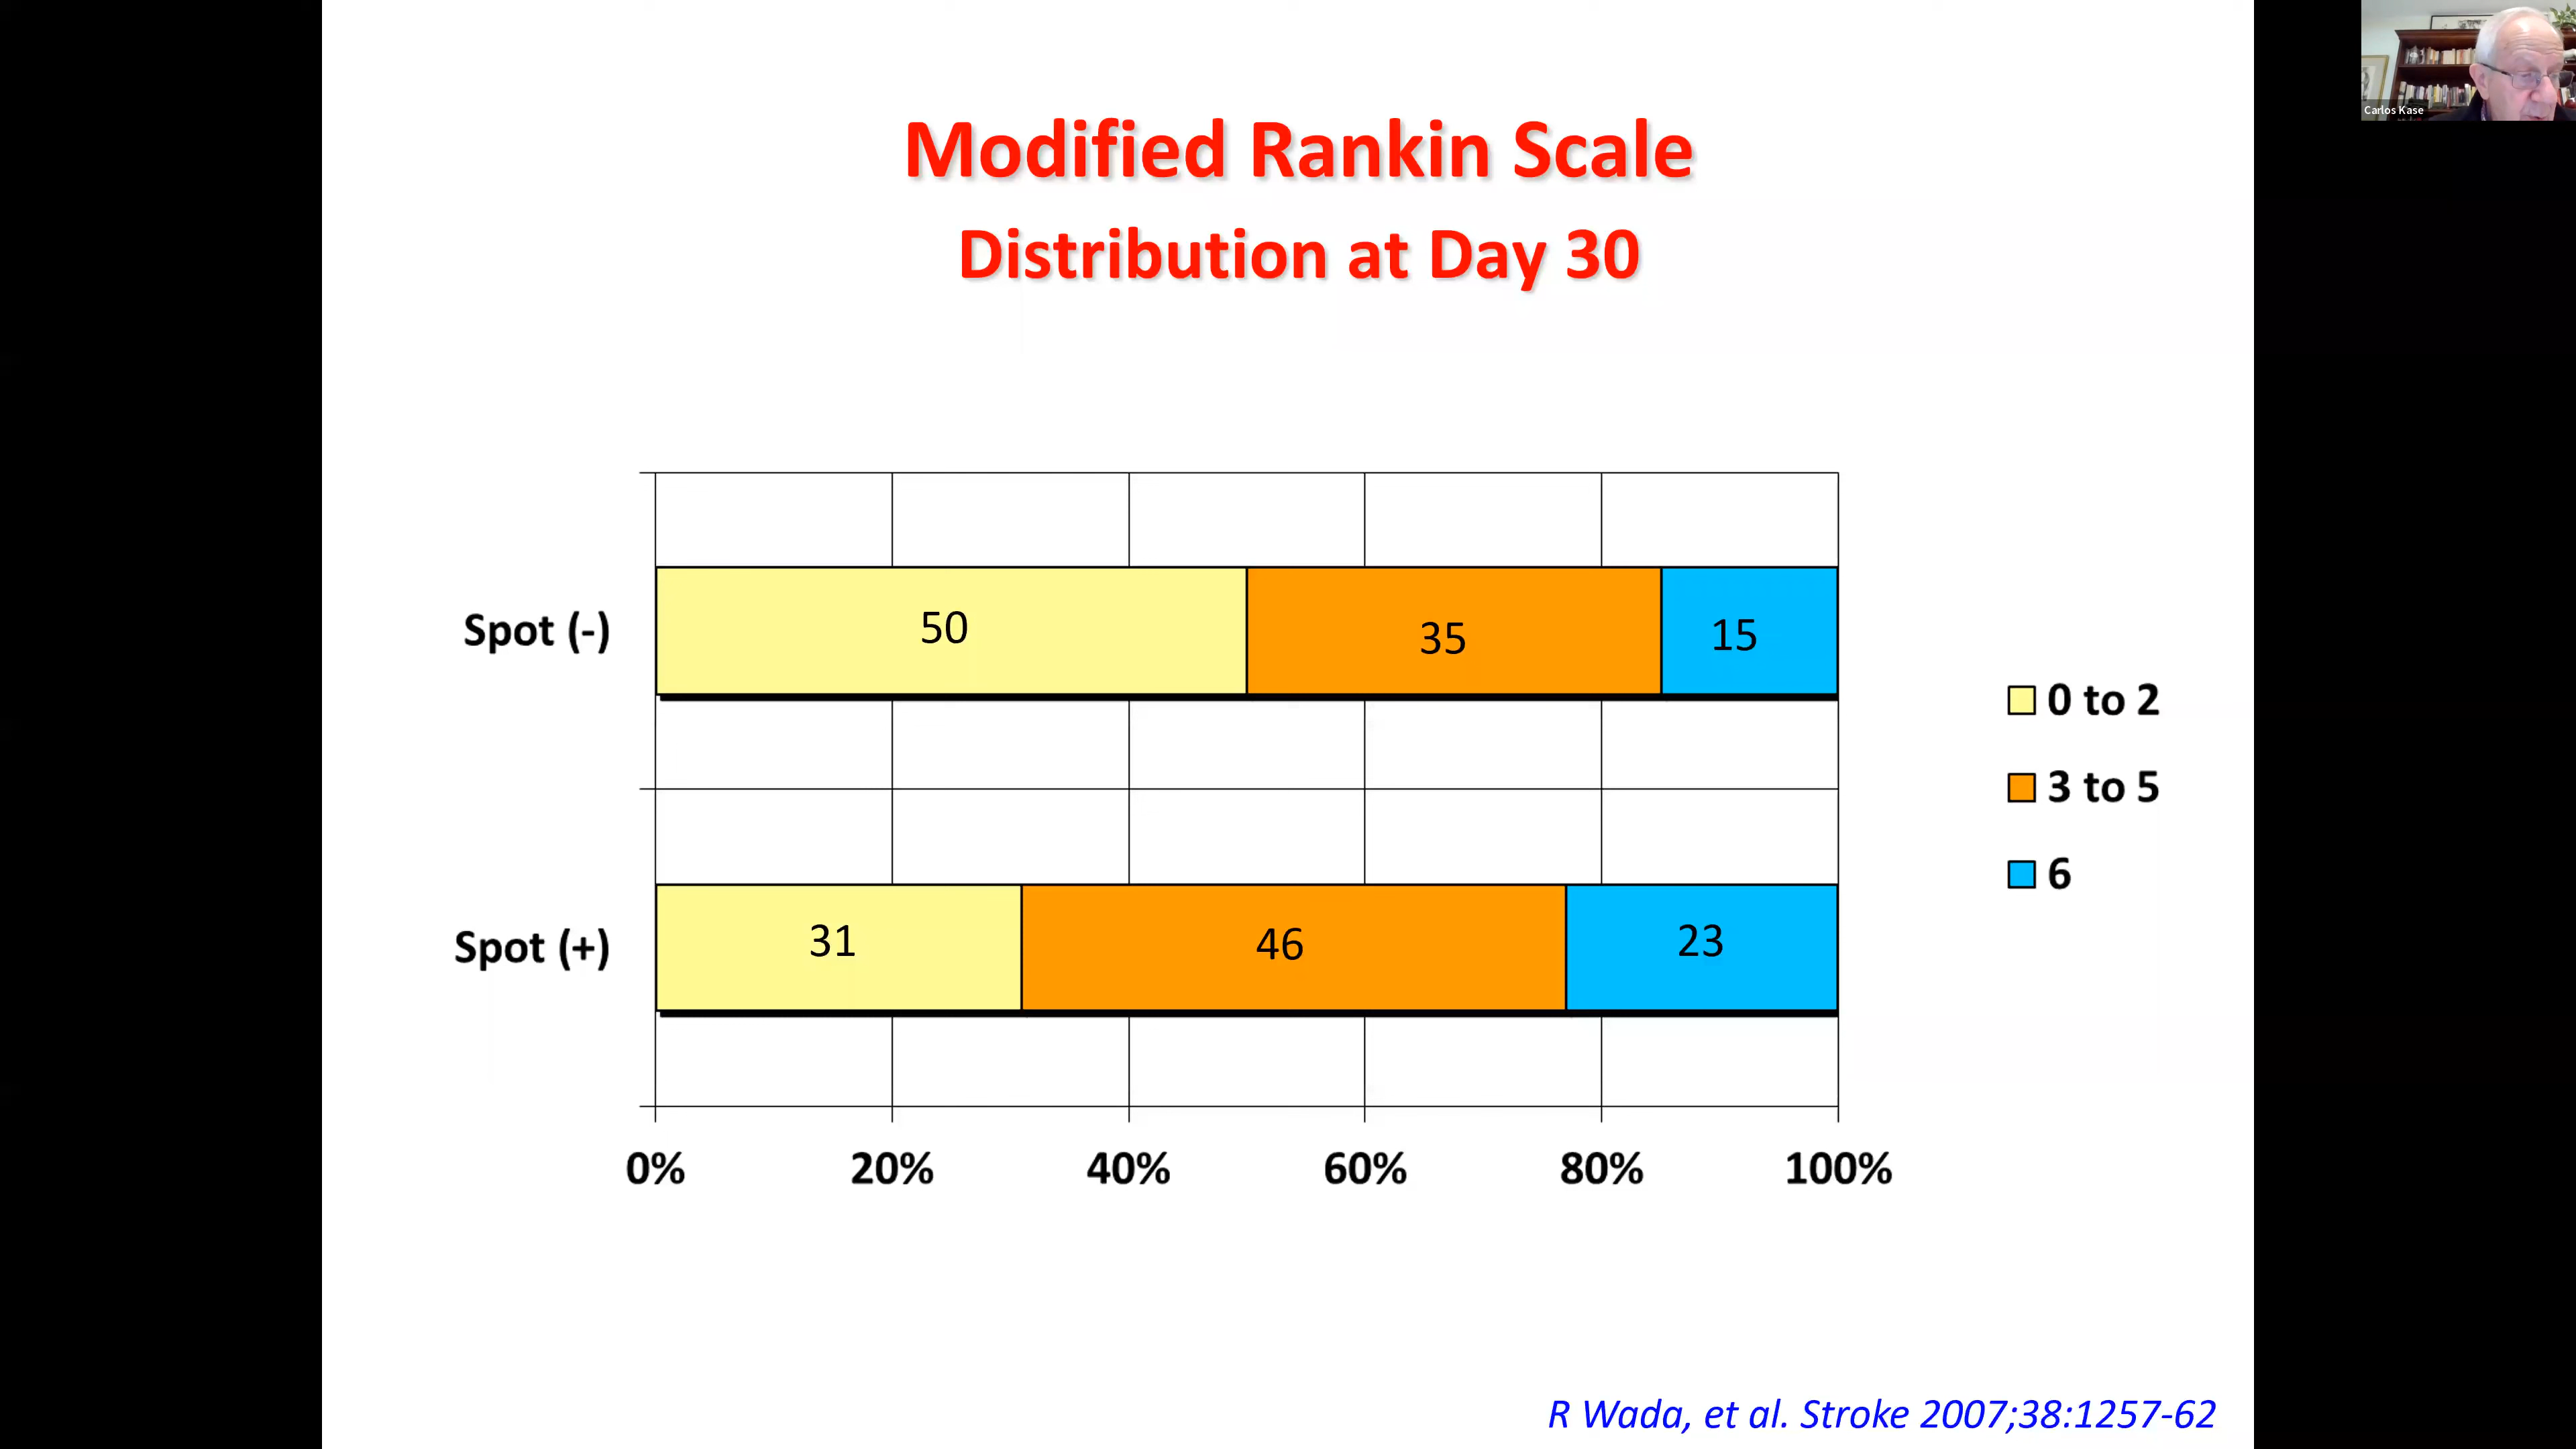 Carlos Kase
Modified Rankin Scale
Distribution at Day 30
Spot (-)
50
35
15
Spot (+)
31
46
23
0 to 2
3 to 5
6
0%
20%
40%
60%
80%
100%
R Wada, et al. Stroke 2007;38:1257-62